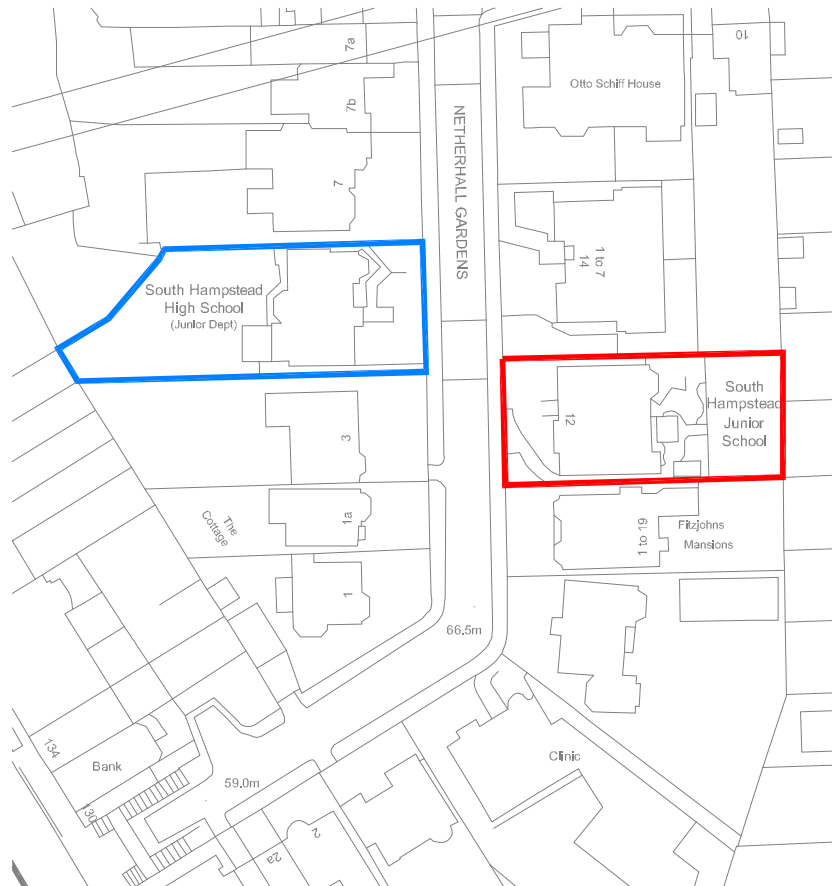 7a
10
Otto Schiff House
7b
NETHERHALL GARDENS
7
1 to 7
14
South Hampstead
High School
(Junior Dept)
South
Hampstead
Junior
School
12
3
The
Cottage
1a
1 to 19
Fitzjohns
Mansions
1
66.5m
134
Bank
Clinic
59.0m
130
2
2a